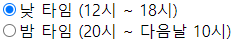 낮 타임 (12시 ~ 18시)
밤 타임 (20시 ~ 다음날 10시)